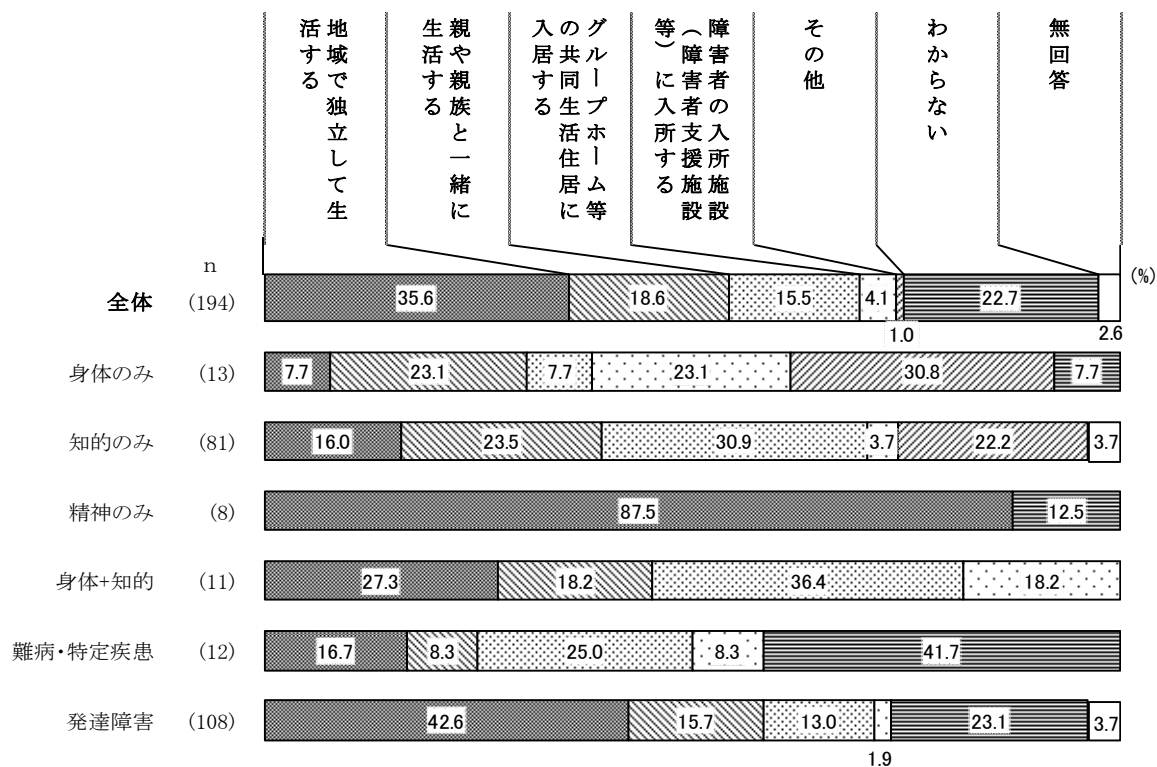 地域で独立して生
活する
親や親族と一緒に
生活する
グループホーム等
の共同生活住居に
入居する
障害者の入所施設
（障害者支援施設
等）に入所する
その他
わからない
無回答
n
(%)
全体 (194) 35.6 18.6 15.5 4.1 22.7
1.0 2.6
身体のみ (13) 7.7 23.1 7.7 23.1 30.8 7.7
知的のみ (81) 16.0 23.5 30.9 3.7 22.2 3.7
精神のみ (8) 87.5 12.5
身体+知的 (11) 27.3 18.2 36.4 18.2
難病・特定疾患 (12) 16.7 8.3 25.0 8.3 41.7
発達障害 (108) 42.6 15.7 13.0 23.1 3.7
1.9